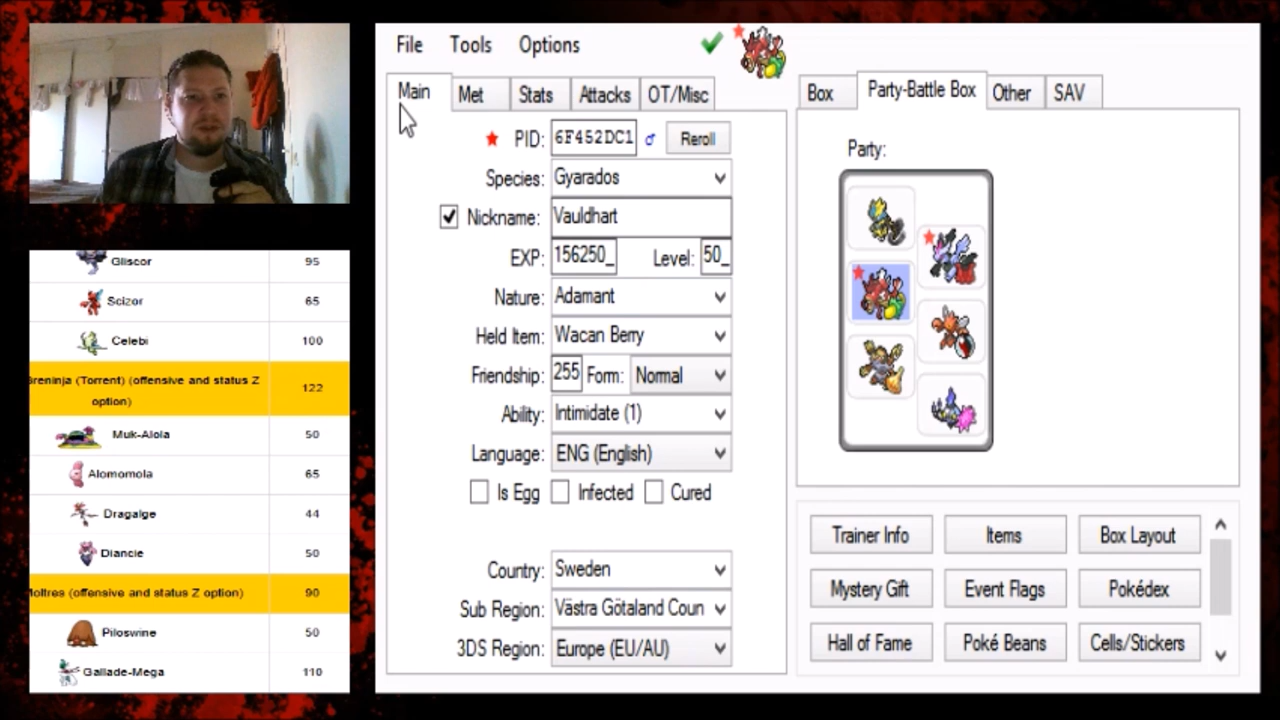 File Tools Options
Main Met Stats Attacks OT/Misc
PID: 6F452DC1 Reroll
Species: Gyarados
Nickname: Vauldhart
EXP: 156250_ Level: 50_
Nature: Adamant
Held Item: Wacan Berry
Friendship: 255 Form: Normal
Ability: Intimidate (1)
Language: ENG (English)
Is Egg Infected Cured
Country: Sweden
Sub Region: Västra Götaland Coun
3DS Region: Europe (EU/AU)
Box Party-Battle Box Other SAV
Party:
Trainer Info Items Box Layout
Mystery Gift Event Flags Pokédex
Hall of Fame Poké Beans Cells/Stickers
Gliscor 95
Scizor 65
Celebi 100
Greninja (Torrent) (offensive and status Z
option) 122
Muk-Alola 50
Alomomola 65
Dragalge 44
Diancie 50
Moltres (offensive and status Z option) 90
Piloswine 50
Gallade-Mega 110